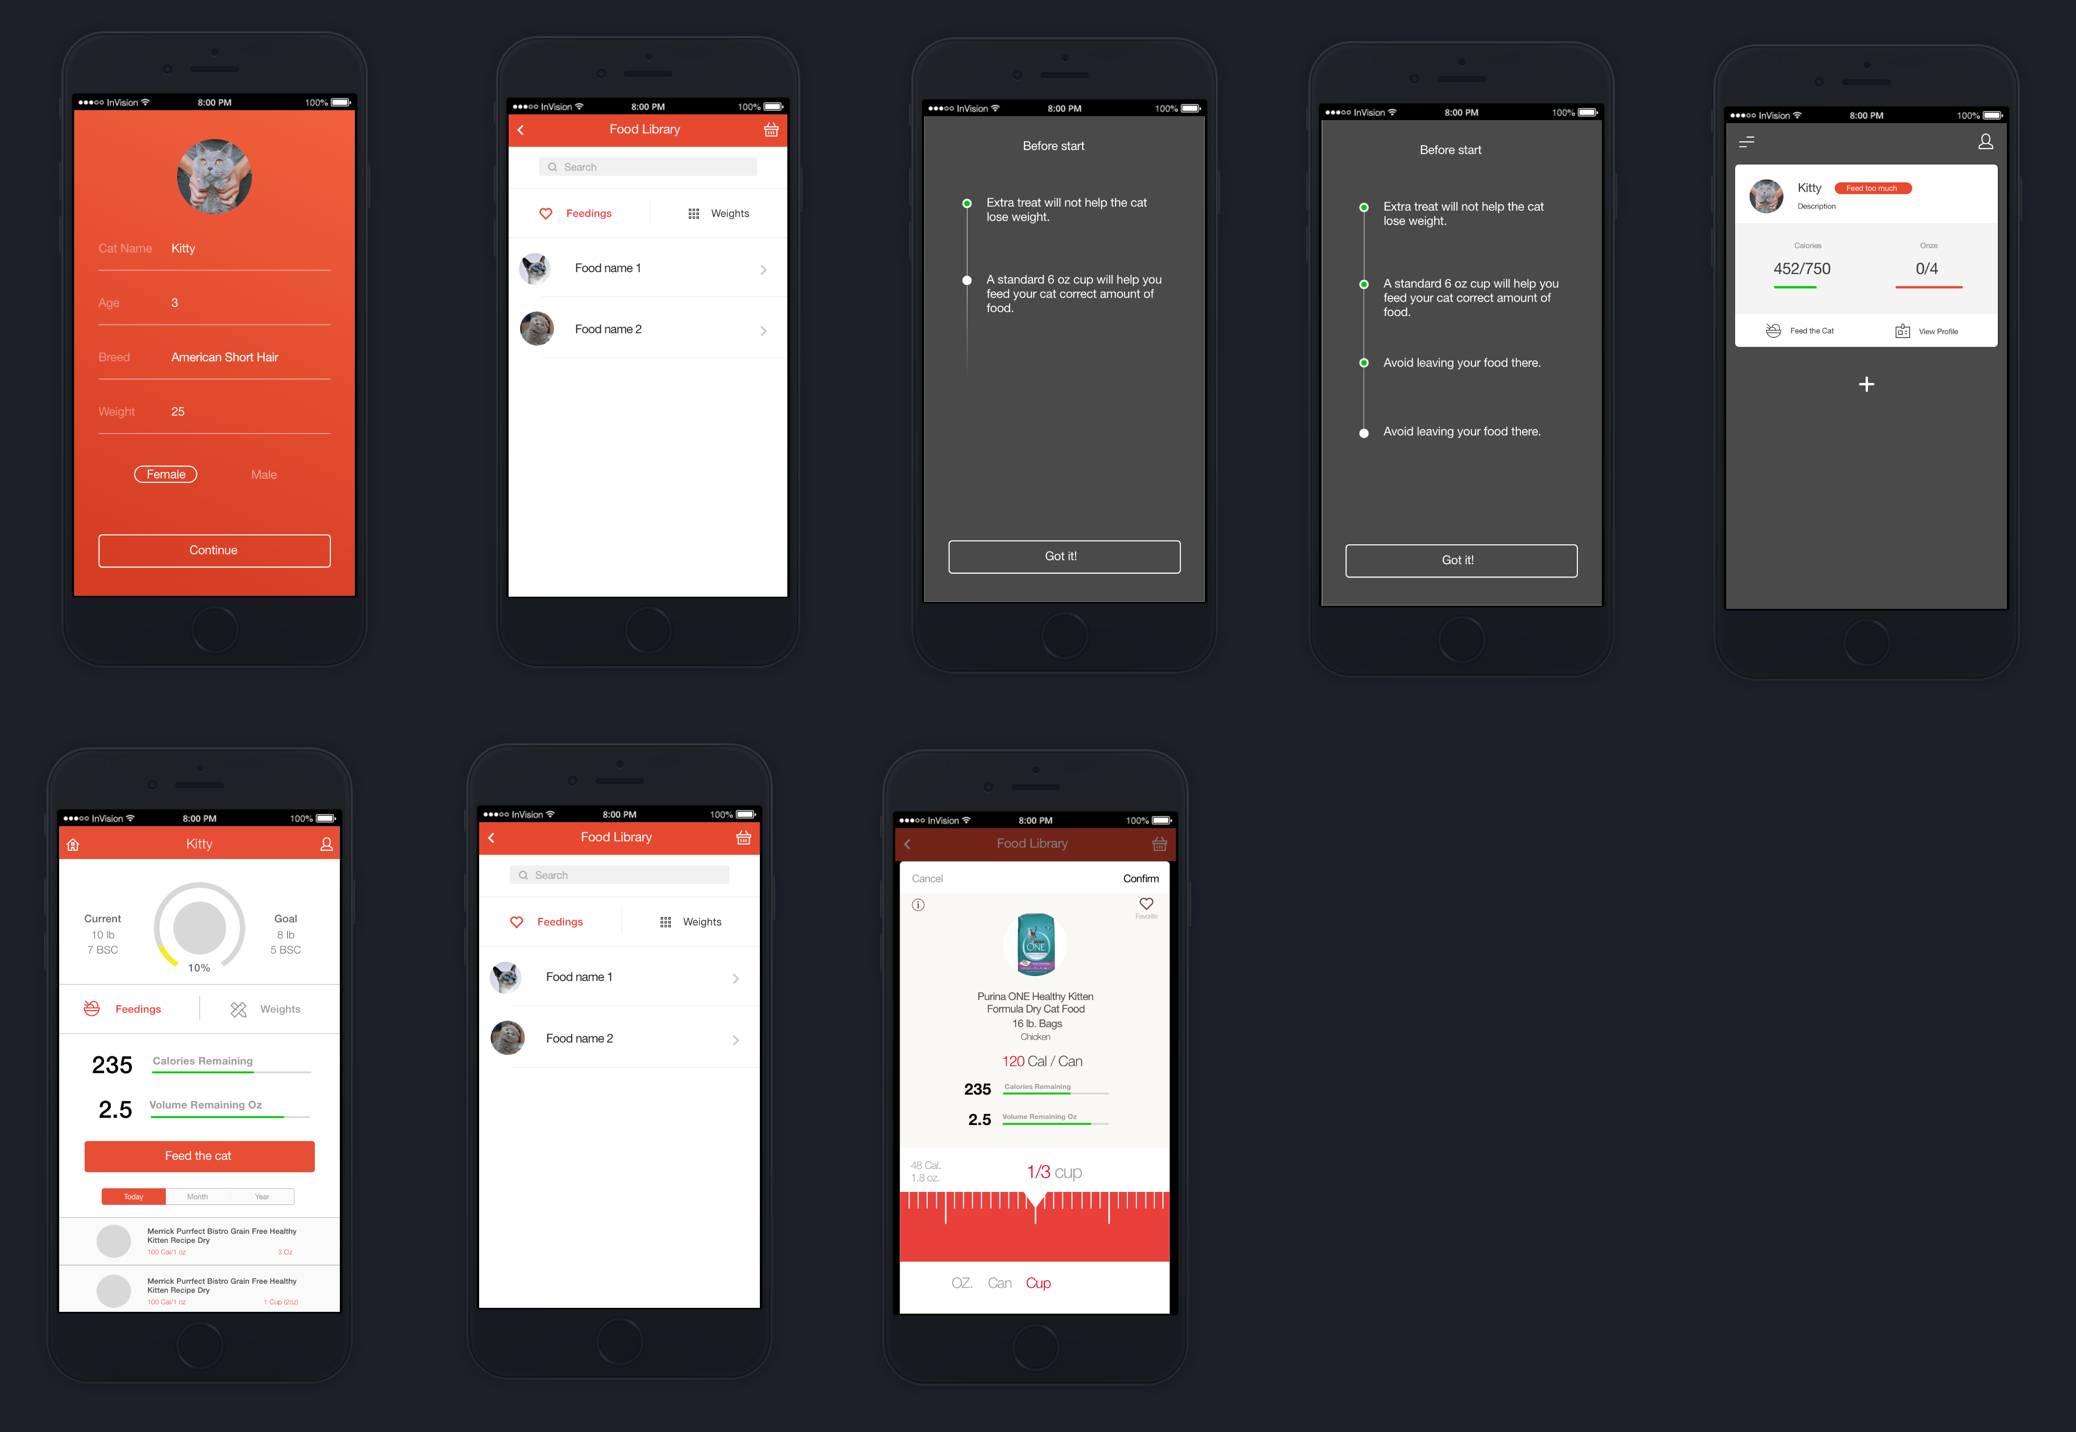 InVision
8:00 PM
100%
Cat Name Kitty
Age 3
Breed American Short Hair
Weight 25
Female Male
Continue
InVision
8:00 PM
100%
Food Library
Search
Feedings Weights
Food name 1
Food name 2
InVision
8:00 PM
100%
Before start
Extra treat will not help the cat
lose weight.
A standard 6 oz cup will help you
feed your cat correct amount of
food.
Got it!
InVision
8:00 PM
100%
Before start
Extra treat will not help the cat
lose weight.
A standard 6 oz cup will help you
feed your cat correct amount of
food.
Avoid leaving your food there.
Avoid leaving your food there.
Got it!
InVision
8:00 PM
100%
Kitty Feed too much
Description
Calories Onze
452/750 0/4
Feed the Cat View Profile
InVision
8:00 PM
100%
Kitty
Current Goal
10 lb 8 lb
7 BSC 5 BSC
10%
Feedings Weights
235 Calories Remaining
2.5 Volume Remaining Oz
Feed the cat
Today Month Year
Merrick Purrfect Bistro Grain Free Healthy
Kitten Recipe Dry
100 Cal/1 oz 3 Oz
Merrick Purrfect Bistro Grain Free Healthy
Kitten Recipe Dry
100 Cal/1 oz 1 Cup (2oz)
InVision
8:00 PM
100%
Food Library
Search
Feedings Weights
Food name 1
Food name 2
InVision
8:00 PM
100%
Food Library
Cancel Confirm
Favorite
ONE
Purina ONE Healthy Kitten
Formula Dry Cat Food
16 lb. Bags
Chicken
120 Cal / Can
235 Calories Remaining
2.5 Volume Remaining Oz
48 Cal.
1.8 oz.
1/3 cup
OZ. Can Cup